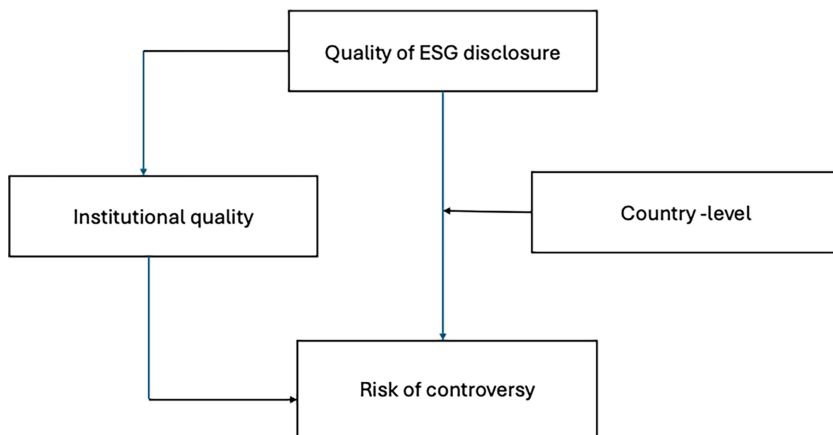 Quality of ESG disclosure
Institutional quality
Country -level
Risk of controversy